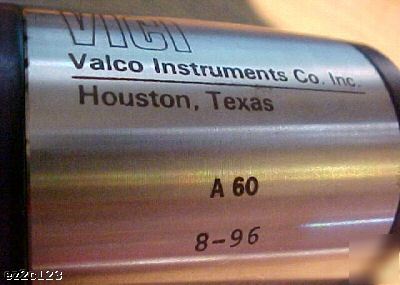 VICI
Valco Instruments Co. Inc.
Houston, Texas
A 60
8-96
ez2c123